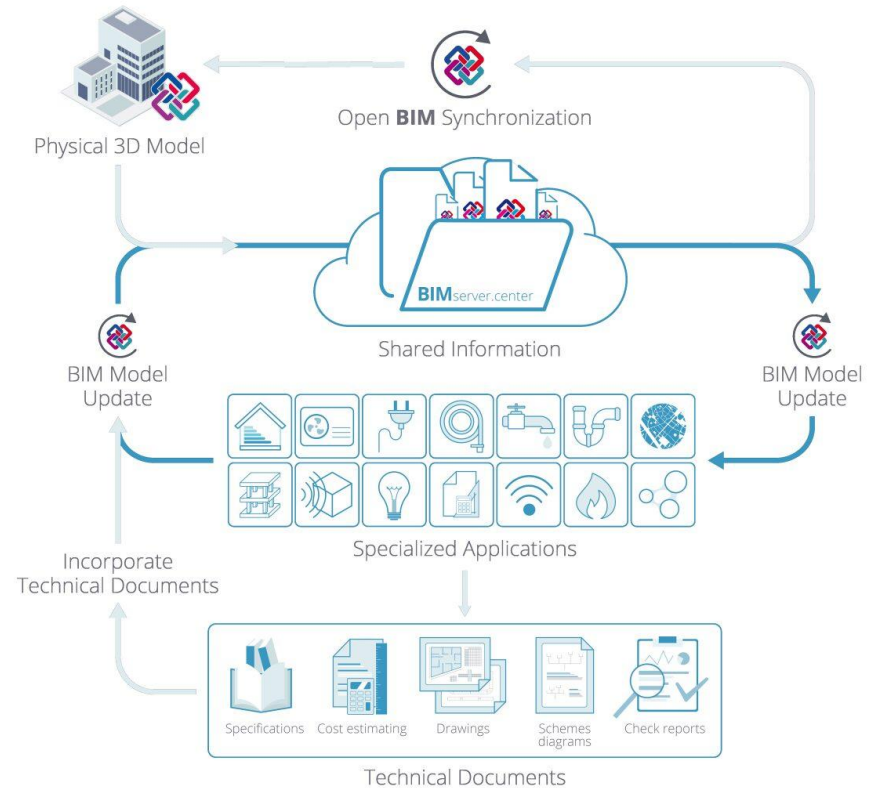 Open BIM Synchronization
Physical 3D Model
BIMserver.center
Shared Information
BIM Model
Update
BIM Model
Update
Specialized Applications
Incorporate
Technical Documents
Specifications
Cost estimating
Drawings
Schemes
diagrams
Check reports
Technical Documents